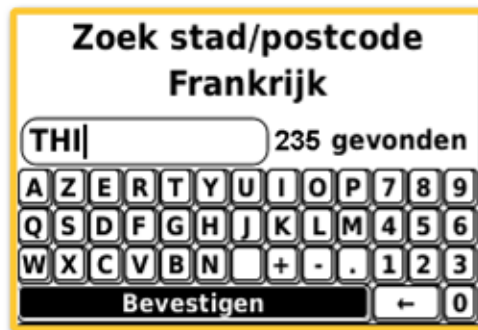 Zoek stad/postcode
Frankrijk
THI 235 gevonden
A Z E R T Y U I O P 7 8 9
Q S D F G H J K L M 4 5 6
W X C V B N + - . 1 2 3
Bevestigen ← 0